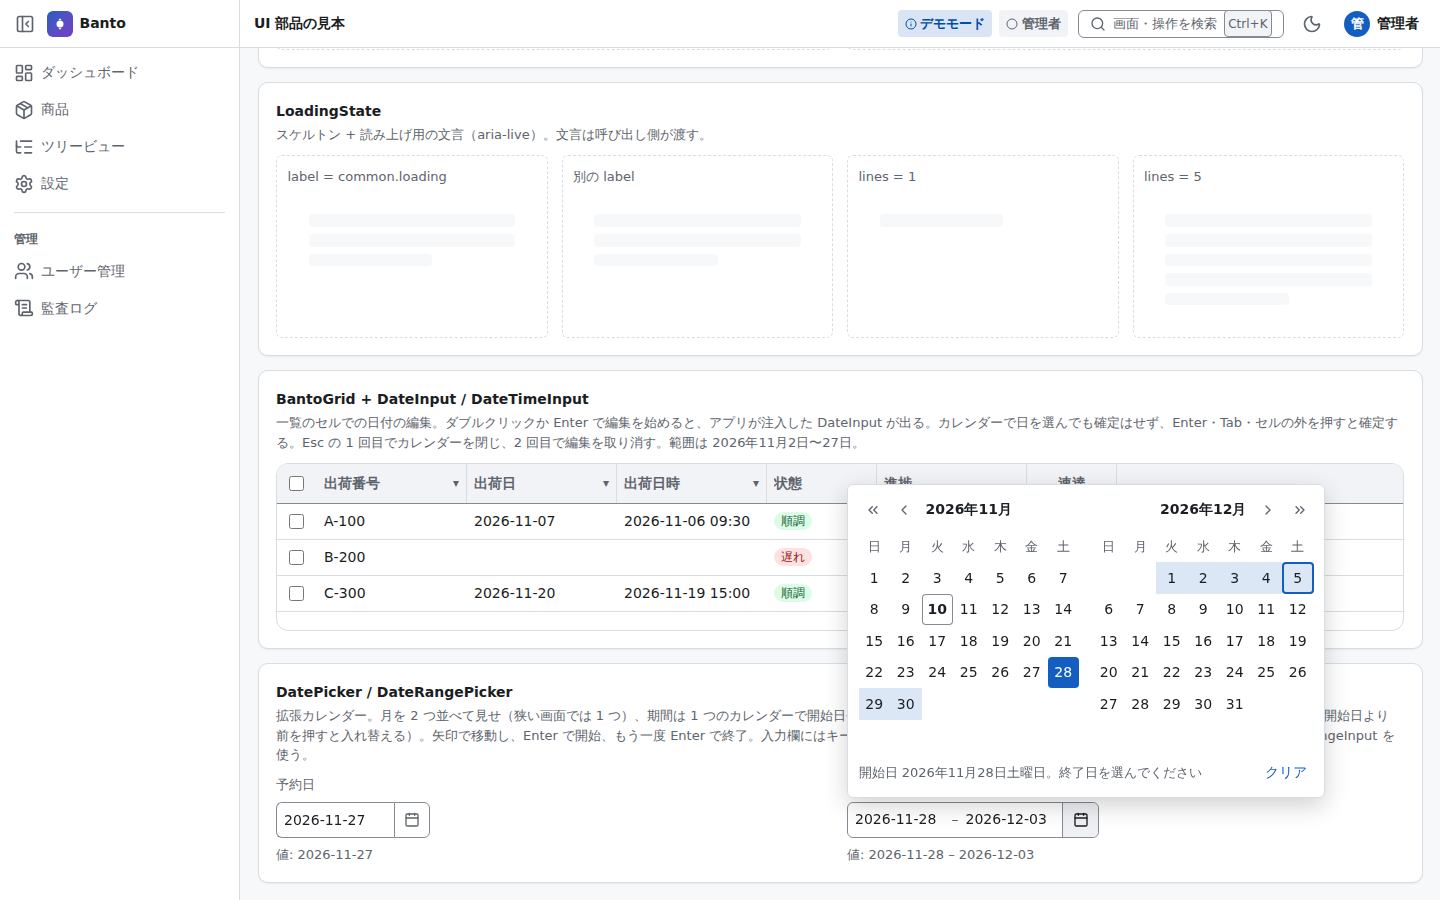 Banto
UI 部品の見本
デモモード
管理者
画面・操作を検索
Ctrl+K
管
管理者
ダッシュボード
商品
ツリービュー
設定
管理
ユーザー管理
監査ログ
LoadingState
スケルトン + 読み上げ用の文言（aria-live）。文言は呼び出し側が渡す。
label = common.loading
別の label
lines = 1
lines = 5
BantoGrid + DateInput / DateTimeInput
一覧のセルでの日付の編集。ダブルクリックか Enter で編集を始めると、アプリが注入した DateInput が出る。カレンダーで日を選んでも確定はせず、Enter・Tab・セルの外を押すと確定す
る。Esc の 1 回目でカレンダーを閉じ、2 回目で編集を取り消す。範囲は 2026年11月2日〜27日。
出荷番号 ▾ 出荷日 ▾ 出荷日時 ▾ 状態
A-100 2026-11-07 2026-11-06 09:30 順調
B-200 遅れ
C-300 2026-11-20 2026-11-19 15:00 順調
DatePicker / DateRangePicker
拡張カレンダー。月を 2 つ並べて見せ（狭い画面では 1 つ）、期間は 1 つのカレンダーで開始日
開始日より
前を押すと入れ替える）。矢印で移動し、Enter で開始、もう一度 Enter で終了。入力欄にはキー
geInput を
使う。
予約日
2026-11-27
値: 2026-11-27
« ‹ 2026年11月
2026年12月 › »
日 月 火 水 木 金 土
1 2 3 4 5 6 7
8 9 10 11 12 13 14
15 16 17 18 19 20 21
22 23 24 25 26 27 28
29 30
日 月 火 水 木 金 土
1 2 3 4 5
6 7 8 9 10 11 12
13 14 15 16 17 18 19
20 21 22 23 24 25 26
27 28 29 30 31
開始日 2026年11月28日土曜日。終了日を選んでください
クリア
2026-11-28 – 2026-12-03
値: 2026-11-28 – 2026-12-03